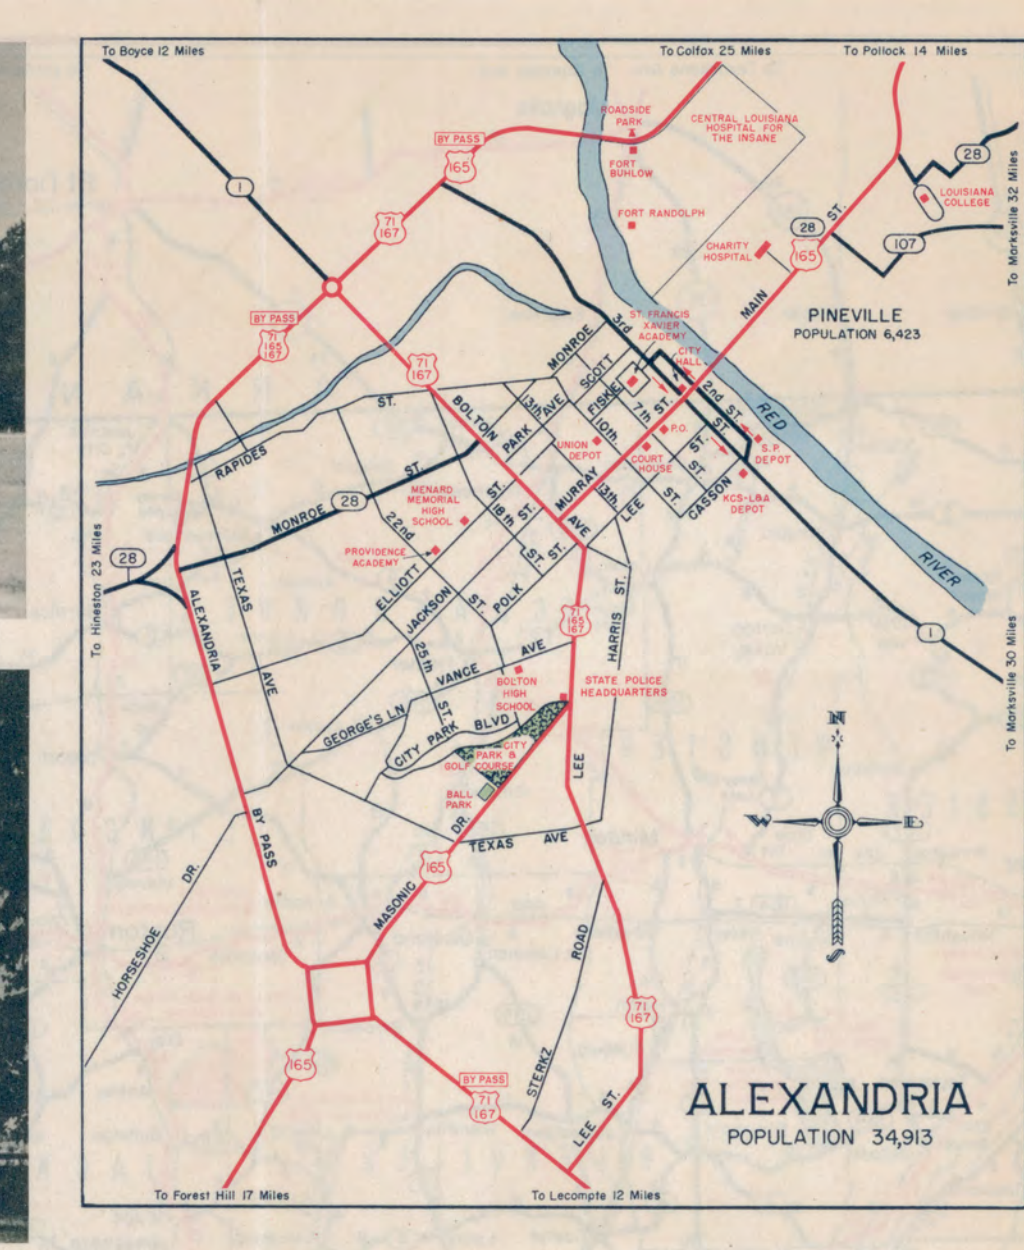 To Boyce 12 Miles
To Colfox 25 Miles
To Pollock 14 Miles
ROADSIDE
PARK
CENTRAL LOUISIANA
HOSPITAL FOR
THE INSANE
BY PASS
165
FORT
BUHLOW
28
To Marksville 32 Miles
1
LOUISIANA
COLLEGE
71
167
FORT RANDOLPH
ST.
28
CHARITY
HOSPITAL
165
107
MAIN
PINEVILLE
POPULATION 6,423
BY PASS
71
165
167
3rd
ST. FRANCIS
XAVIER
ACADEMY
MONROE
71
167
SCOTT
CITY
HALL
ST.
BOLTON
13th
AVE
FISKE
7th
ST.
2nd
ST.
RED
PARK
10th
P.O.
ST.
UNION
DEPOT
COURT
HOUSE
ST.
S.P.
DEPOT
RAPIDES
ST.
ST.
MURRAY
ST.
KCS-L&A
DEPOT
MENARD
MEMORIAL
HIGH
SCHOOL
ST.
18th
ST.
13th
ST.
CASSON
28
MONROE
22nd
AVE
LEE
To Hineston 23 Miles
28
PROVIDENCE
ACADEMY
ST.
ST.
RIVER
TEXAS
ELLIOTT
JACKSON
ST.
POLK
ST.
ALEXANDRIA
71
165
167
HARRIS
1
To Marksville 30 Miles
25th
AVE
AVE
VANCE
BOLTON
HIGH
SCHOOL
STATE POLICE
HEADQUARTERS
ST.
GEORGE'S LN
CITY PARK
BLVD
CITY
PARK &
GOLF COURSE
N
LEE
BALL
PARK
W
E
S
BY PASS
DR.
TEXAS
AVE
DR.
165
MASONIC
HORSESHOE
ROAD
71
167
165
BY PASS
71
167
STERKZ
ST.
LEE
ALEXANDRIA
POPULATION 34,913
To Forest Hill 17 Miles
To Lecompte 12 Miles